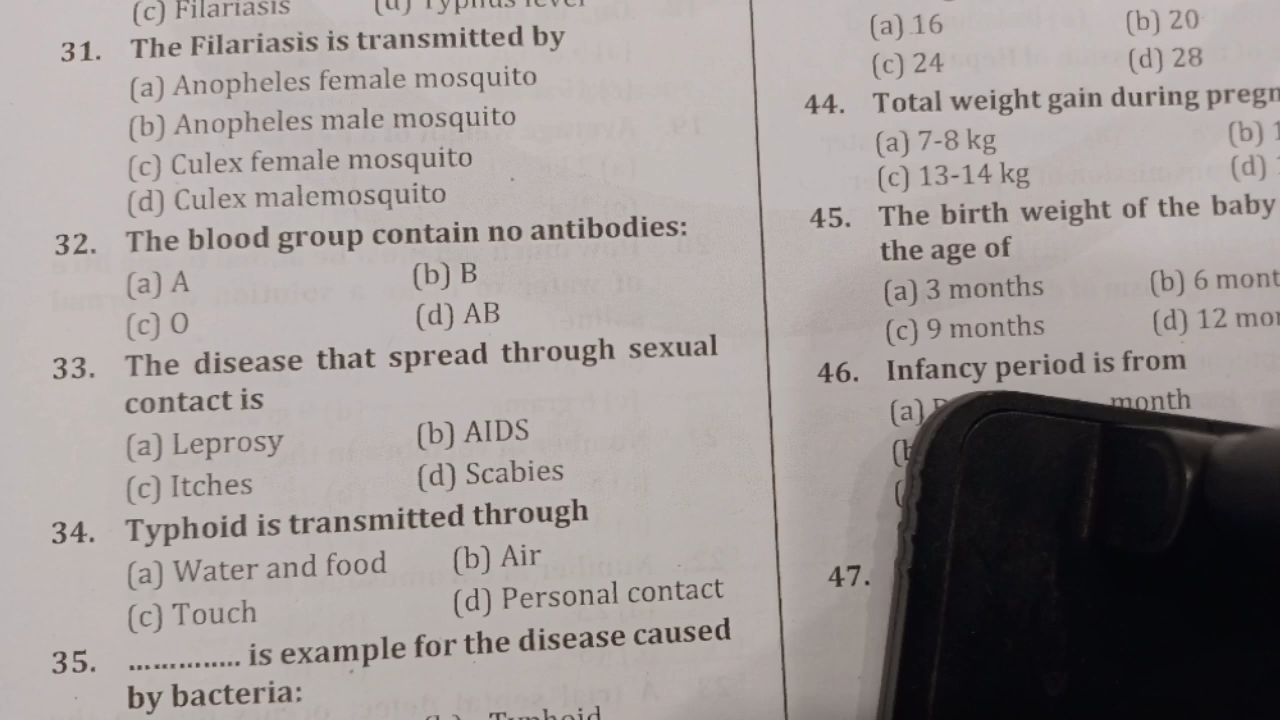 (c) Filariasis
31. The Filariasis is transmitted by
(a) Anopheles female mosquito
(b) Anopheles male mosquito
(c) Culex female mosquito
(d) Culex malemosquito
32. The blood group contain no antibodies:
(a) A (b) B
(c) O (d) AB
33. The disease that spread through sexual
contact is
(a) Leprosy (b) AIDS
(c) Itches (d) Scabies
34. Typhoid is transmitted through
(a) Water and food (b) Air
(c) Touch (d) Personal contact
35. .............. is example for the disease caused
by bacteria:
(a) 16 (b) 20
(c) 24 (d) 28
44. Total weight gain during
(a) 7-8 kg (b)
(c) 13-14 kg (d)
45. The birth weight of the baby
the age of
(a) 3 months (b) 6
(c) 9 months (d) 12
46. Infancy period is from
(a) month
47.